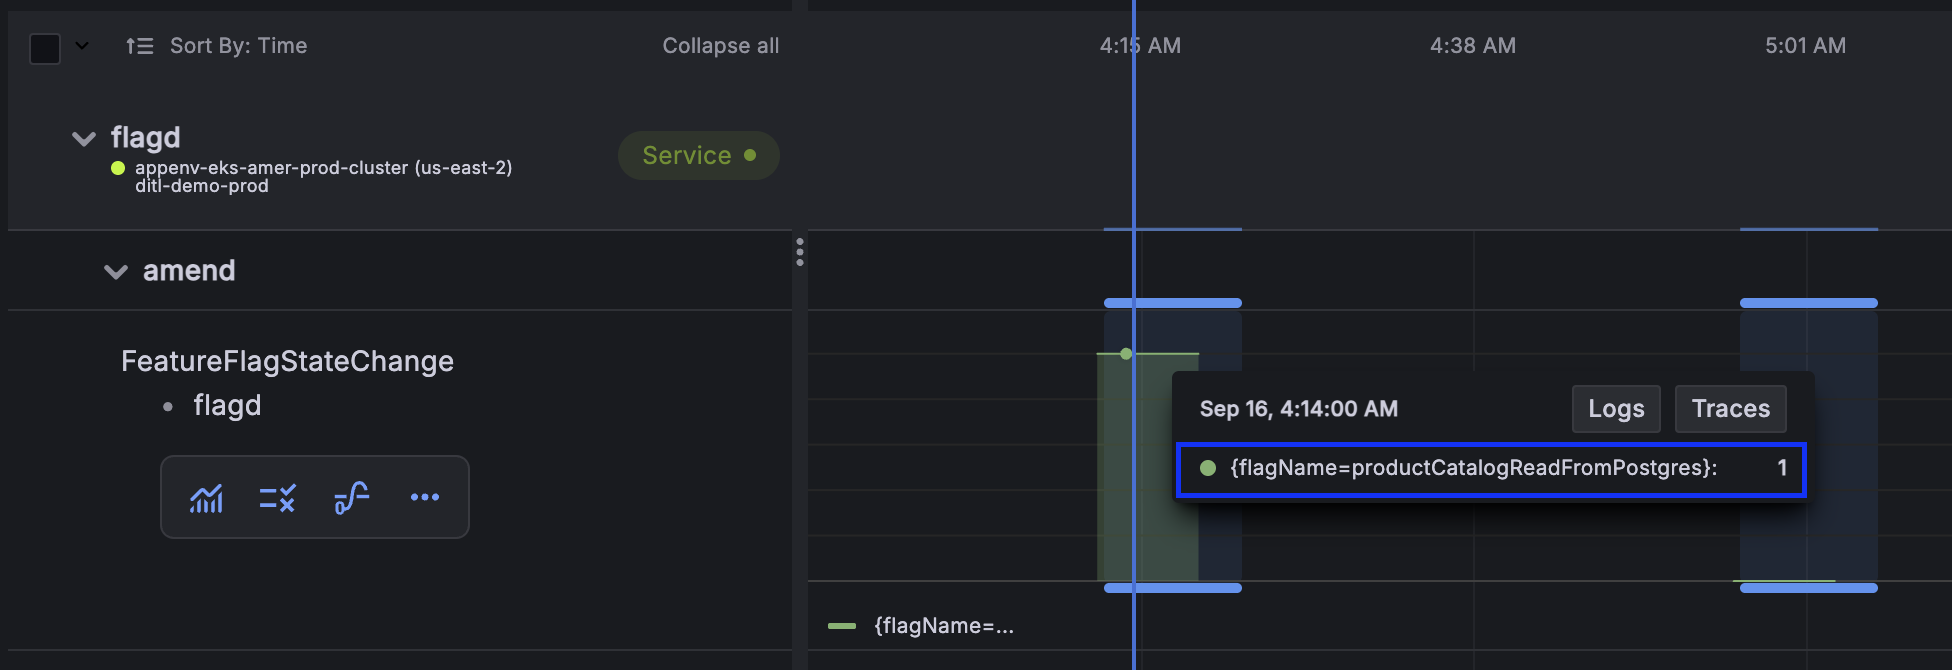 Sort By: Time
Collapse all
4:15 AM
4:38 AM
5:01 AM
flagd
appenv-eks-amer-prod-cluster (us-east-2)
ditl-demo-prod
Service
amend
FeatureFlagStateChange
flagd
Sep 16, 4:14:00 AM
Logs
Traces
{flagName=productCatalogReadFromPostgres}: 1
{flagName=...